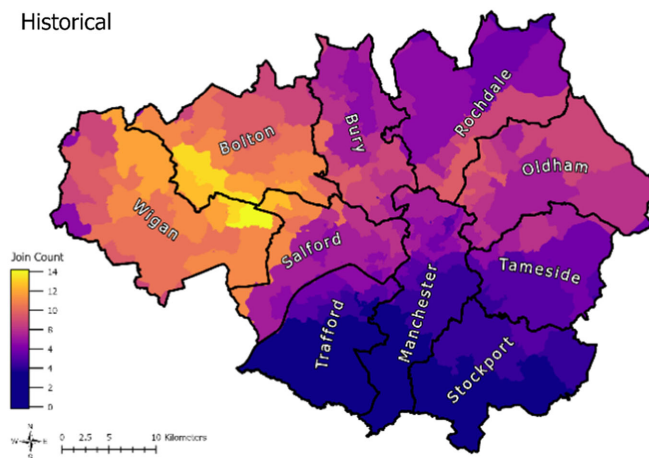 Historical
Bolton
Bury
Rochdale
Oldham
Wigan
Salford
Tameside
Manchester
Trafford
Stockport
Join Count
14
12
10
8
6
4
2
0
N
W E
S
0 2.5 5 10 Kilometers